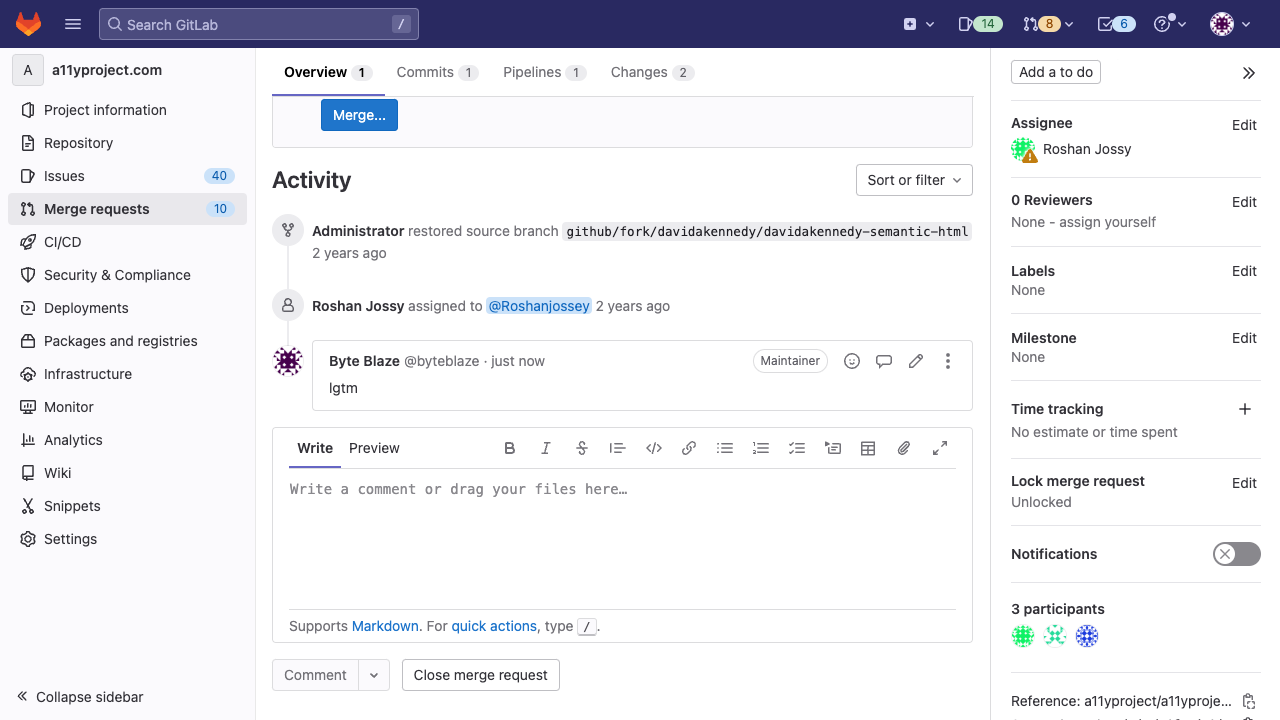 Search GitLab /
14
8
6
A a11yproject.com
Project information
Repository
Issues 40
Merge requests 10
CI/CD
Security & Compliance
Deployments
Packages and registries
Infrastructure
Monitor
Analytics
Wiki
Snippets
Settings
Collapse sidebar
Overview 1 Commits 1 Pipelines 1 Changes 2
Merge...
Activity
Sort or filter
Administrator restored source branch github/fork/davidakennedy/davidakennedy-semantic-html
2 years ago
Roshan Jossy assigned to @Roshanjossey 2 years ago
Byte Blaze @byteblaze · just now Maintainer
lgtm
Write Preview
Write a comment or drag your files here…
Supports Markdown. For quick actions, type /.
Comment
Close merge request
Add a to do
Assignee Edit
Roshan Jossy
0 Reviewers Edit
None - assign yourself
Labels Edit
None
Milestone Edit
None
Time tracking
No estimate or time spent
Lock merge request Edit
Unlocked
Notifications
3 participants
Reference: a11yproject/a11yproje...